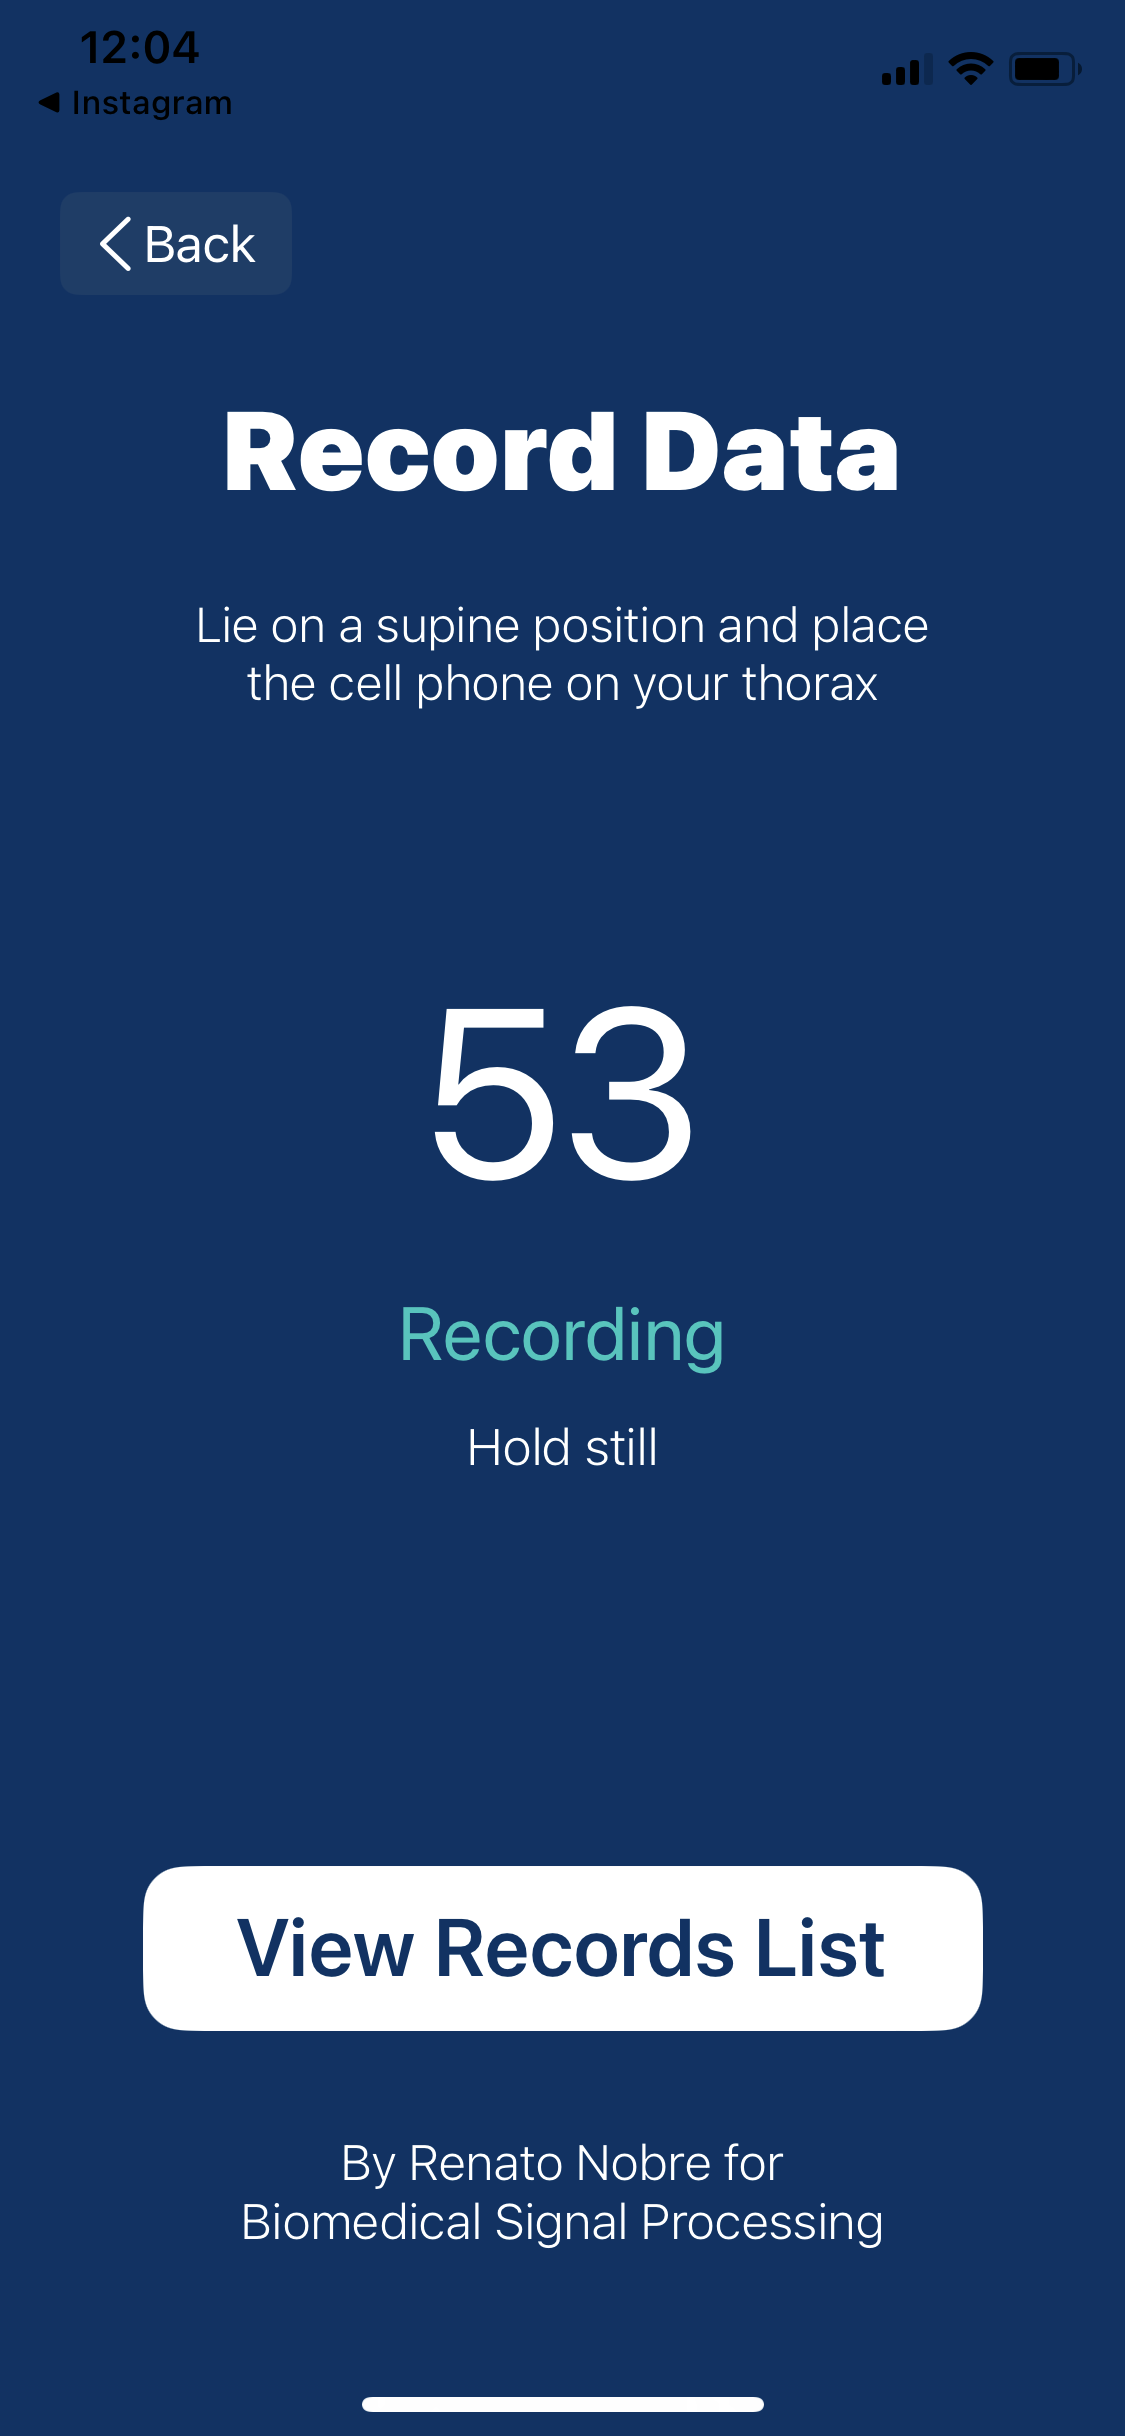 12:04
◀ Instagram
Back
Record Data
Lie on a supine position and place
the cell phone on your thorax
53
Recording
Hold still
View Records List
By Renato Nobre for
Biomedical Signal Processing